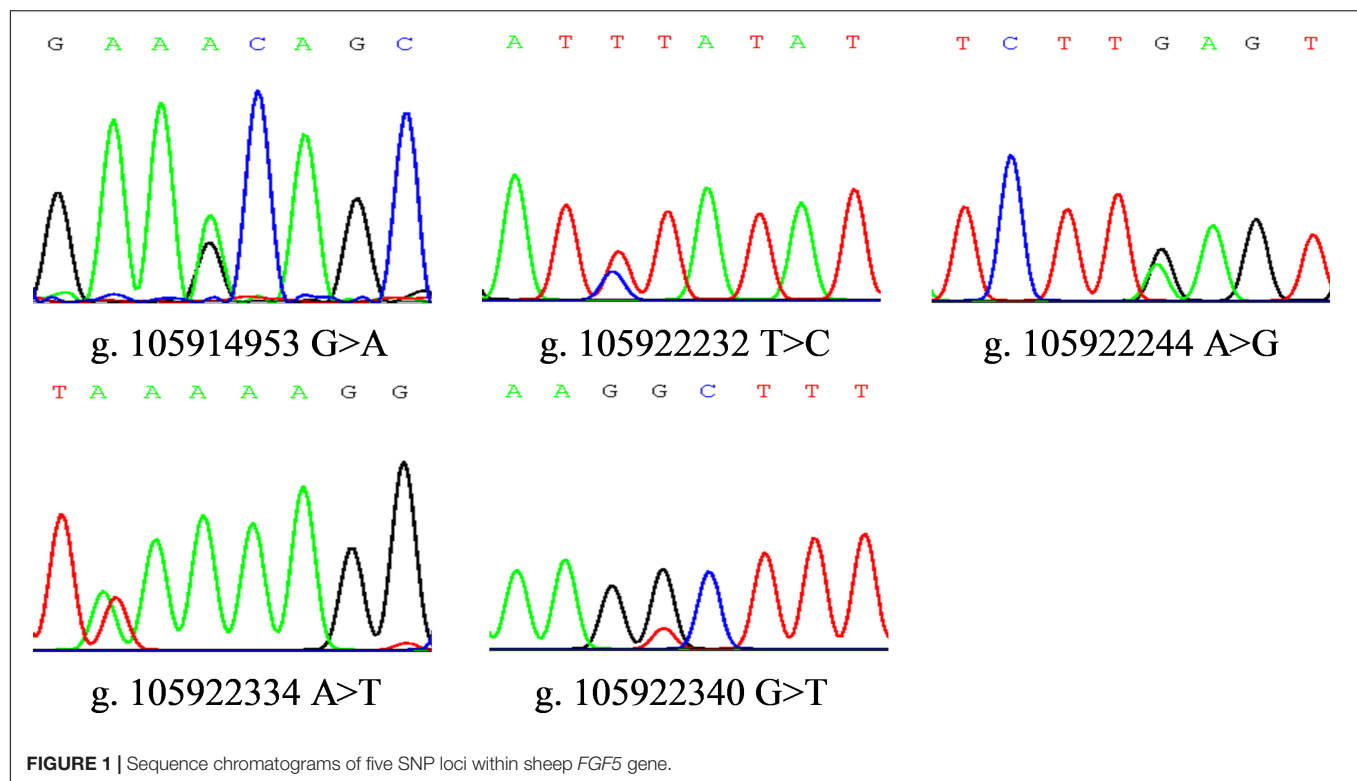 G A A A C A G C
A T T T A T A T
T C T T G A G T
g. 105914953 G>A
g. 105922232 T>C
g. 105922244 A>G
T A A A A A G G
A A G G C T T T
g. 105922334 A>T
g. 105922340 G>T
FIGURE 1 | Sequence chromatograms of five SNP loci within sheep FGF5 gene.